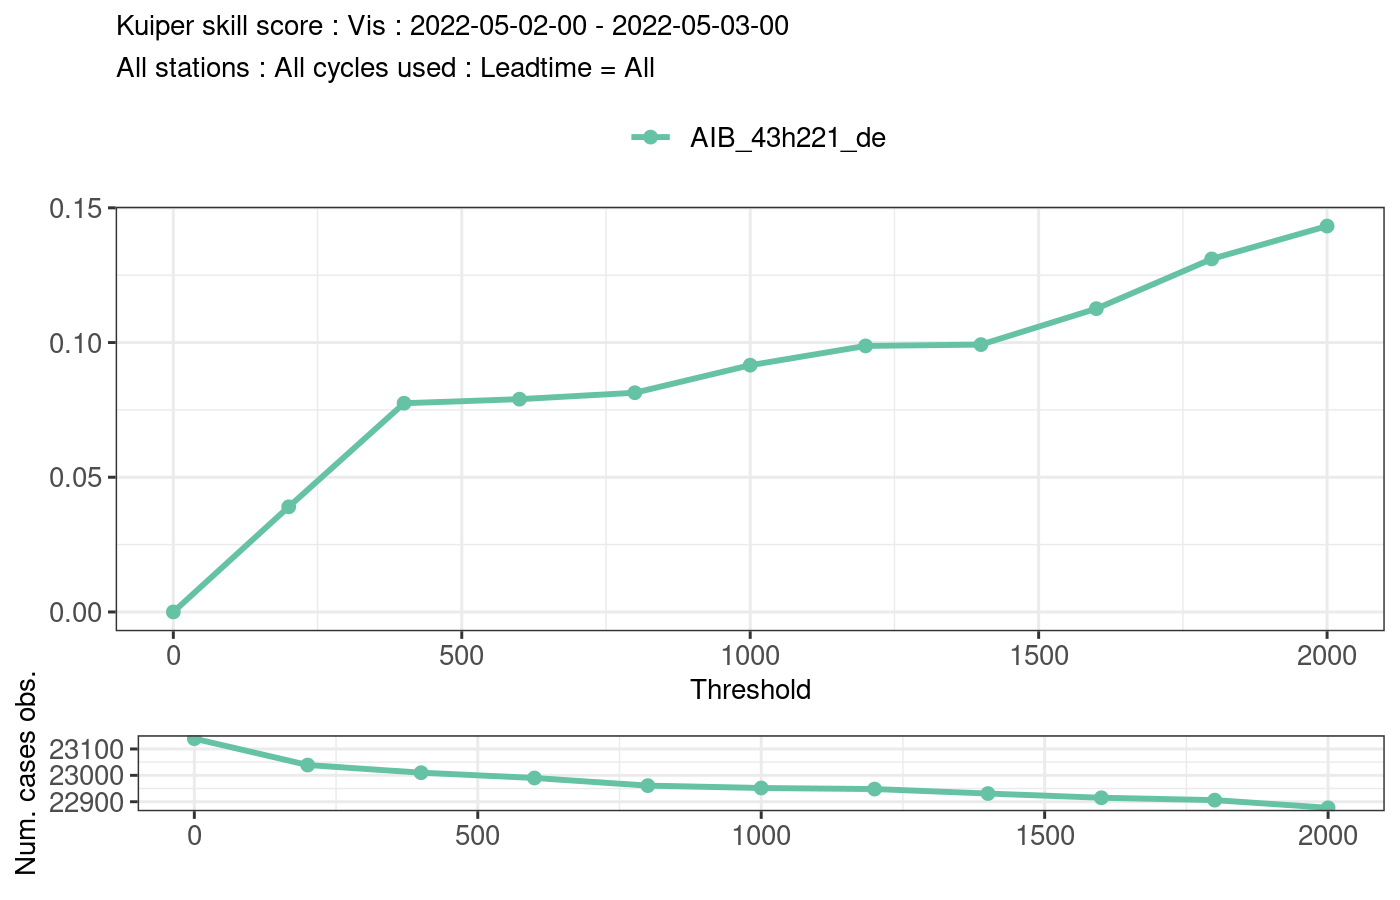 Kuiper skill score : Vis : 2022-05-02-00 - 2022-05-03-00
All stations : All cycles used : Leadtime = All
AIB_43h221_de
0.15
0.10
0.05
0.00
0 500 1000 1500 2000
Threshold
Num. cases obs.
23100
23000
22900
0 500 1000 1500 2000